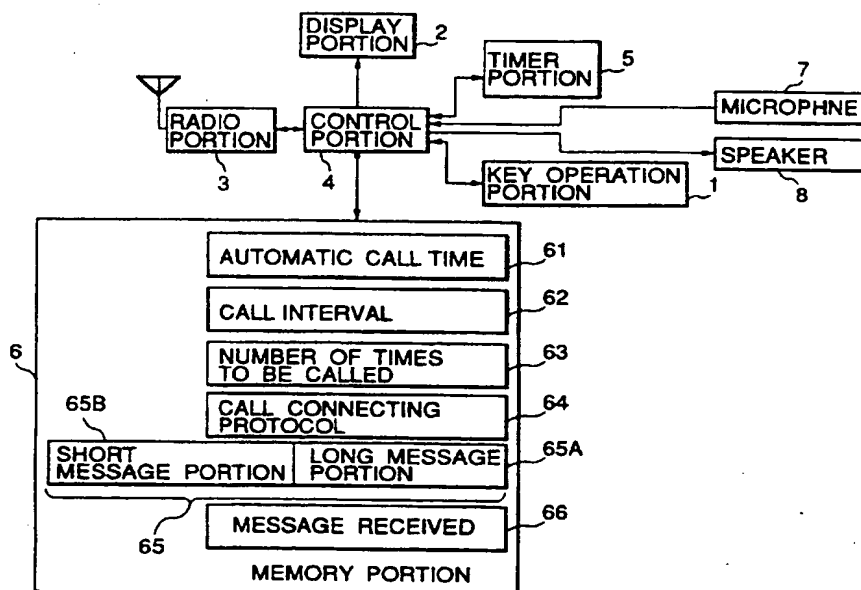 DISPLAY
PORTION
2
TIMER
PORTION
5
7
MICROPHNE
RADIO
PORTION
3
CONTROL
PORTION
4
SPEAKER
8
KEY OPERATION
PORTION
1
AUTOMATIC CALL TIME
61
CALL INTERVAL
62
6
NUMBER OF TIMES
TO BE CALLED
63
CALL CONNECTING
PROTOCOL
64
65B
SHORT
MESSAGE PORTION
LONG MESSAGE
PORTION
65A
65
MESSAGE RECEIVED
66
MEMORY PORTION